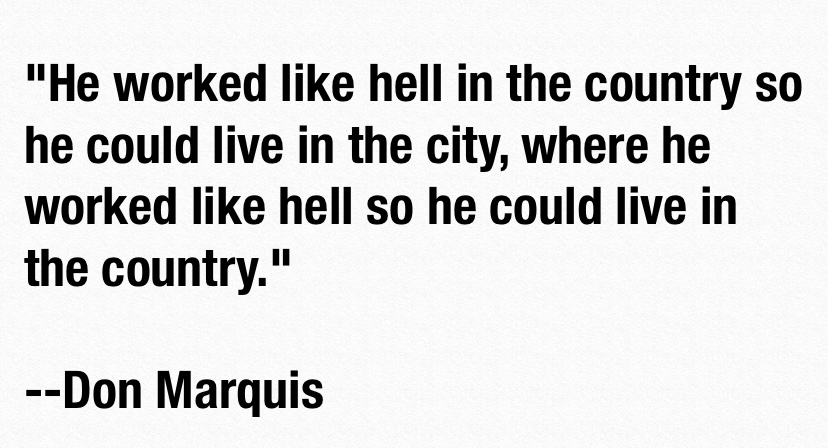 "He worked like hell in the country so
he could live in the city, where he
worked like hell so he could live in
the country."
--Don Marquis